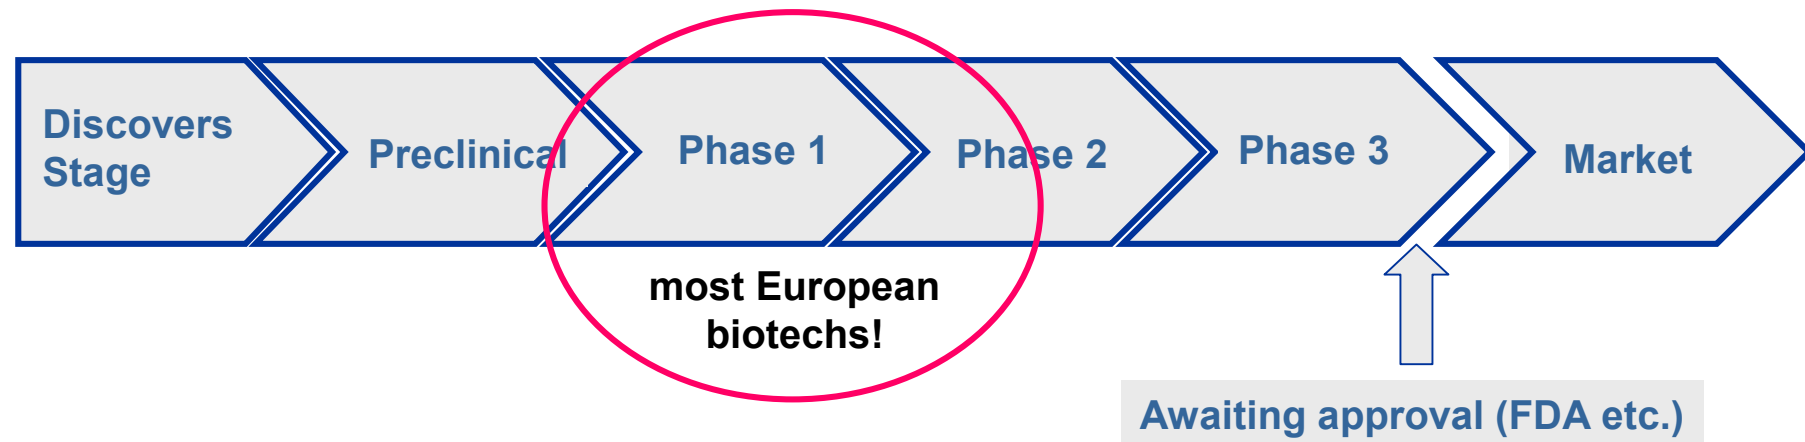 Discovers
Stage
Preclinical
Phase 1
Phase 2
Phase 3
Market
most European
biotechs!
Awaiting approval (FDA etc.)